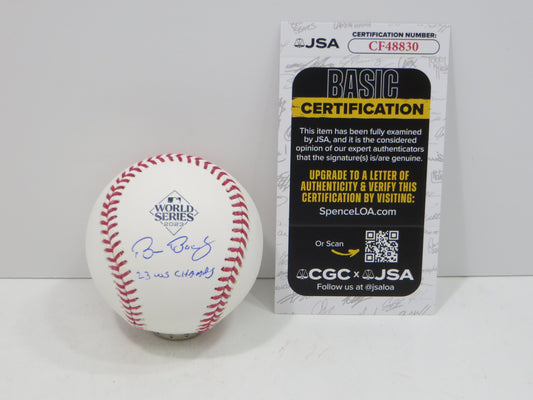 WORLD
SERIES
2023
23 WS CHAMPS
JSA
CERTIFICATION NUMBER:
CF48830
BASIC
CERTIFICATION
This item has been fully examined
by JSA, and it is the considered
opinion of our expert authenticators
that the signature(s) is/are genuine.
UPGRADE TO A LETTER OF
AUTHENTICITY & VERIFY THIS
CERTIFICATION BY VISITING:
SpenceLOA.com
Or Scan
CGC x JSA
Follow us at @jsaloa